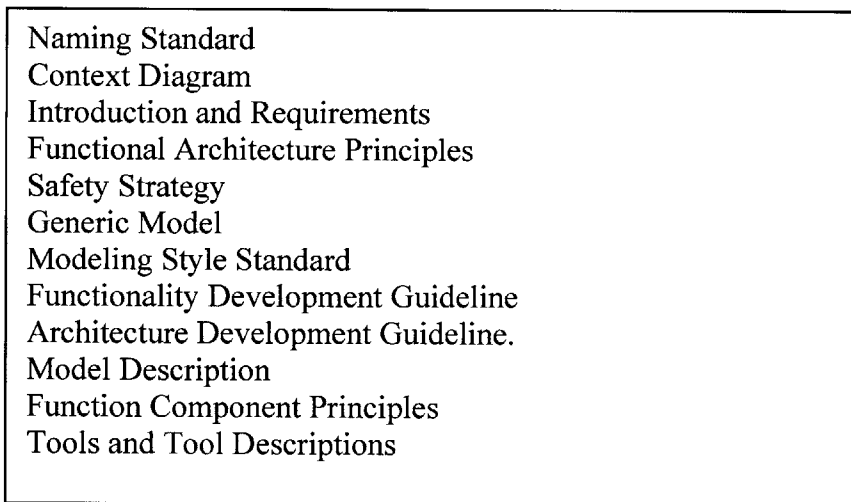 Naming Standard
Context Diagram
Introduction and Requirements
Functional Architecture Principles
Safety Strategy
Generic Model
Modeling Style Standard
Functionality Development Guideline
Architecture Development Guideline.
Model Description
Function Component Principles
Tools and Tool Descriptions